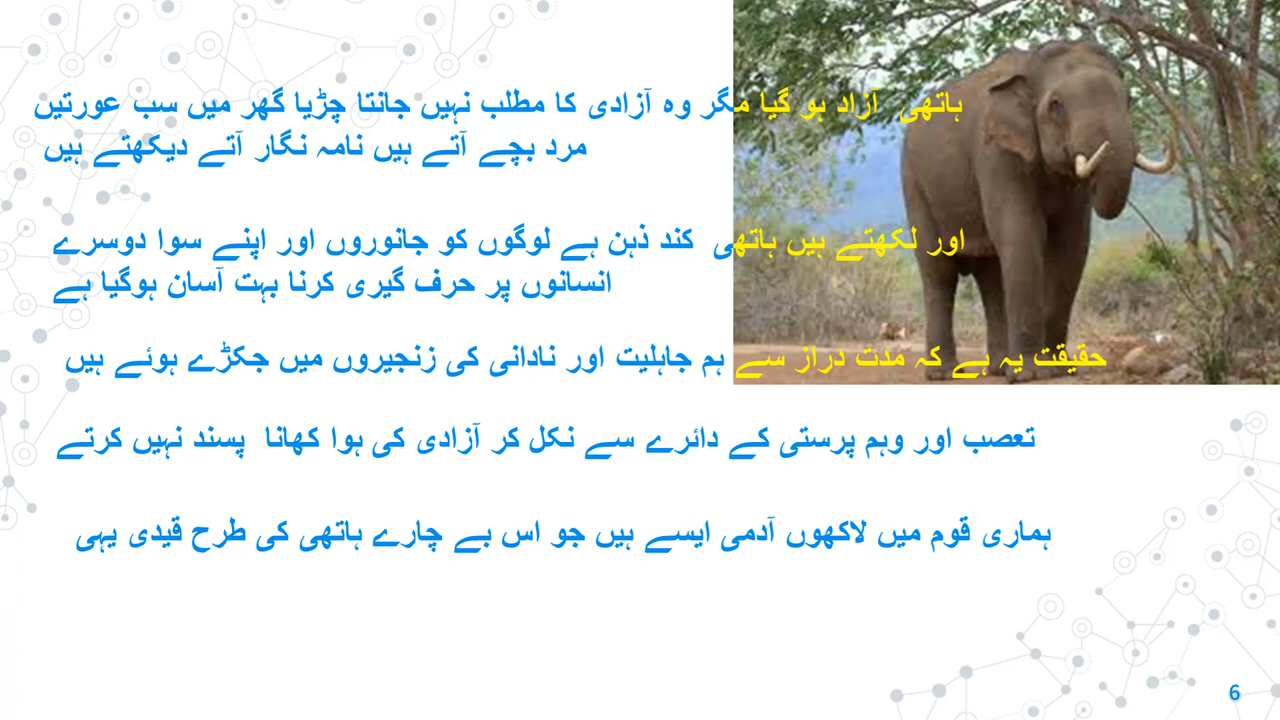 ہاتھی آزاد ہو گیا مگر وہ آزادی کا مطلب نہیں جانتا چڑیا گھر میں سب عورتیں
مرد بچے آتے ہیں نامہ نگار آتے دیکھتے ہیں
اور لکھتے ہیں ہاتھی کند ذہن ہے لوگوں کو جانوروں اور اپنے سوا دوسرے
انسانوں پر حرف گیری کرنا بہت آسان ہوگیا ہے
حقیقت یہ ہے کہ مدت دراز سے ہم جاہلیت اور نادانی کی زنجیروں میں جکڑے ہوئے ہیں
تعصب اور وہم پرستی کے دائرے سے نکل کر آزادی کی ہوا کھانا پسند نہیں کرتے
ہماری قوم میں لاکھوں آدمی ایسے ہیں جو اس بے چارے ہاتھی کی طرح قیدی یہی
6